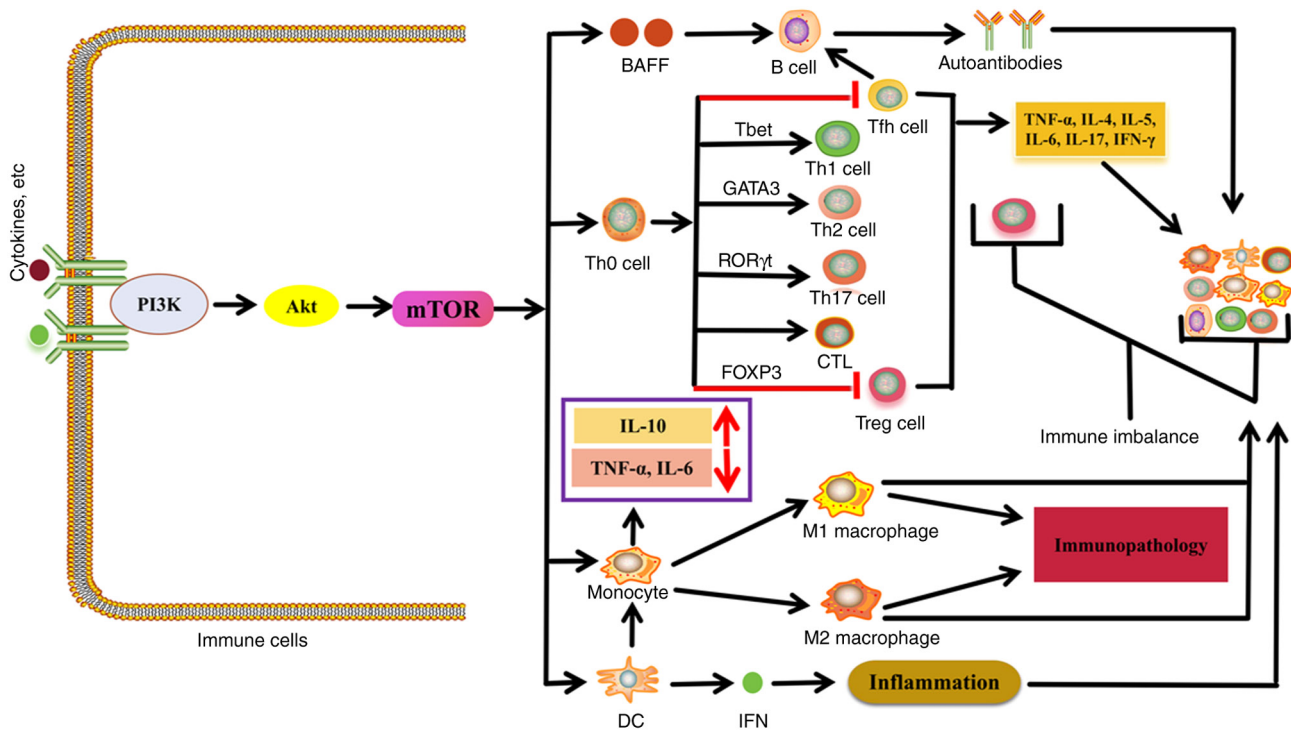 Cytokines, etc
PI3K
Akt
mTOR
Immune cells
BAFF
B cell
Autoantibodies
Tfh cell
Tbet
Th1 cell
GATA3
Th2 cell
Th0 cell
RORγt
Th17 cell
CTL
FOXP3
Treg cell
TNF-α, IL-4, IL-5,
IL-6, IL-17, IFN-γ
Immune imbalance
IL-10
TNF-α, IL-6
Monocyte
M1 macrophage
M2 macrophage
Immunopathology
DC
IFN
Inflammation